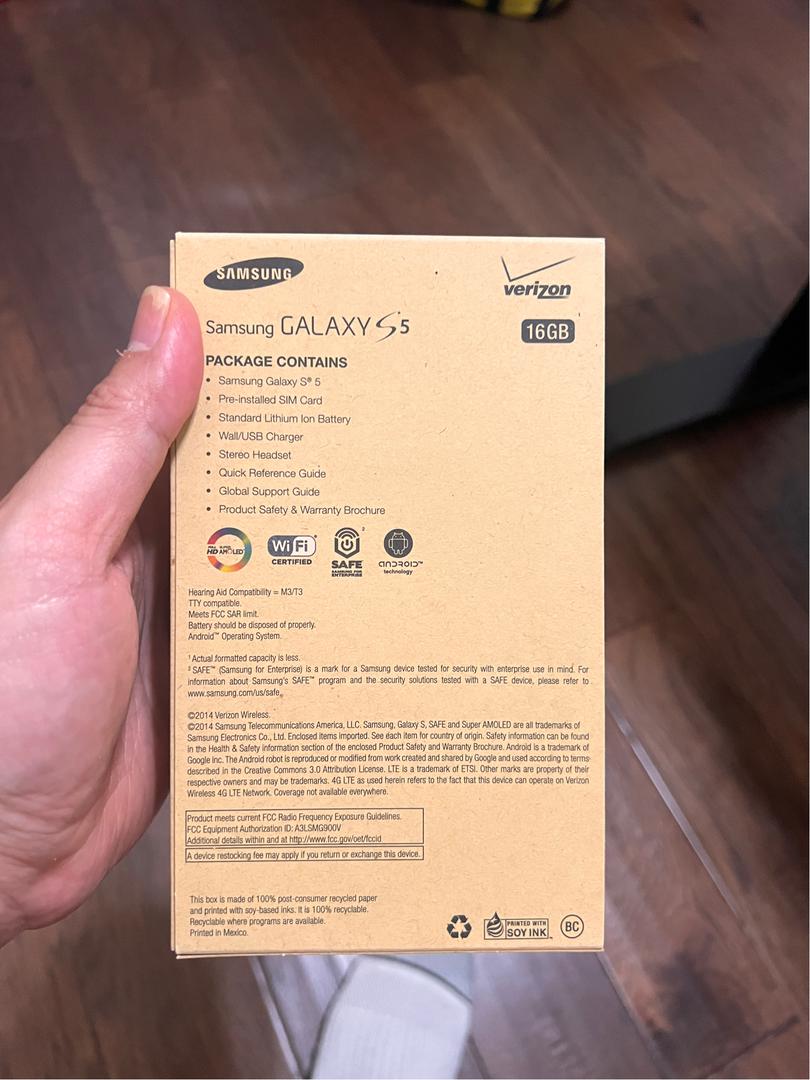 SAMSUNG
verizon
Samsung GALAXY S5
16GB
PACKAGE CONTAINS
• Samsung Galaxy S® 5
• Pre-installed SIM Card
• Standard Lithium Ion Battery
• Wall/USB Charger
• Stereo Headset
• Quick Reference Guide
• Global Support Guide
• Product Safety & Warranty Brochure
HD AMOLED
Wi Fi
CERTIFIED
2
SAFE
SAMSUNG FOR
ENTERPRISE
ANDROID™
technology
Hearing Aid Compatibility = M3/T3
TTY compatible.
Meets FCC SAR limit.
Battery should be disposed of properly.
Android™ Operating System.
¹ Actual formatted capacity is less.
² SAFE™ (Samsung for Enterprise) is a mark for a Samsung device tested for security with enterprise use in mind. For
information about Samsung's SAFE™ program and the security solutions tested with a SAFE device, please refer to
www.samsung.com/us/safe.
©2014 Verizon Wireless.
©2014 Samsung Telecommunications America, LLC. Samsung, Galaxy S, SAFE and Super AMOLED are all trademarks of
Samsung Electronics Co., Ltd. Enclosed items imported. See each item for country of origin. Safety information can be found
in the Health & Safety information section of the enclosed Product Safety and Warranty Brochure. Android is a trademark of
Google Inc. The Android robot is reproduced or modified from work created and shared by Google and used according to terms
described in the Creative Commons 3.0 Attribution License. LTE is a trademark of ETSI. Other marks are property of their
respective owners and may be trademarks. 4G LTE as used herein refers to the fact that this device can operate on Verizon
Wireless 4G LTE Network. Coverage not available everywhere.
Product meets current FCC Radio Frequency Exposure Guidelines.
FCC Equipment Authorization ID: A3LSMG900V
Additional details within and at http://www.fcc.gov/oet/fccid
A device restocking fee may apply if you return or exchange this device.
This box is made of 100% post-consumer recycled paper
and printed with soy-based inks. It is 100% recyclable.
Recyclable where programs are available.
Printed in Mexico.
PRINTED WITH
SOY INK™
BC